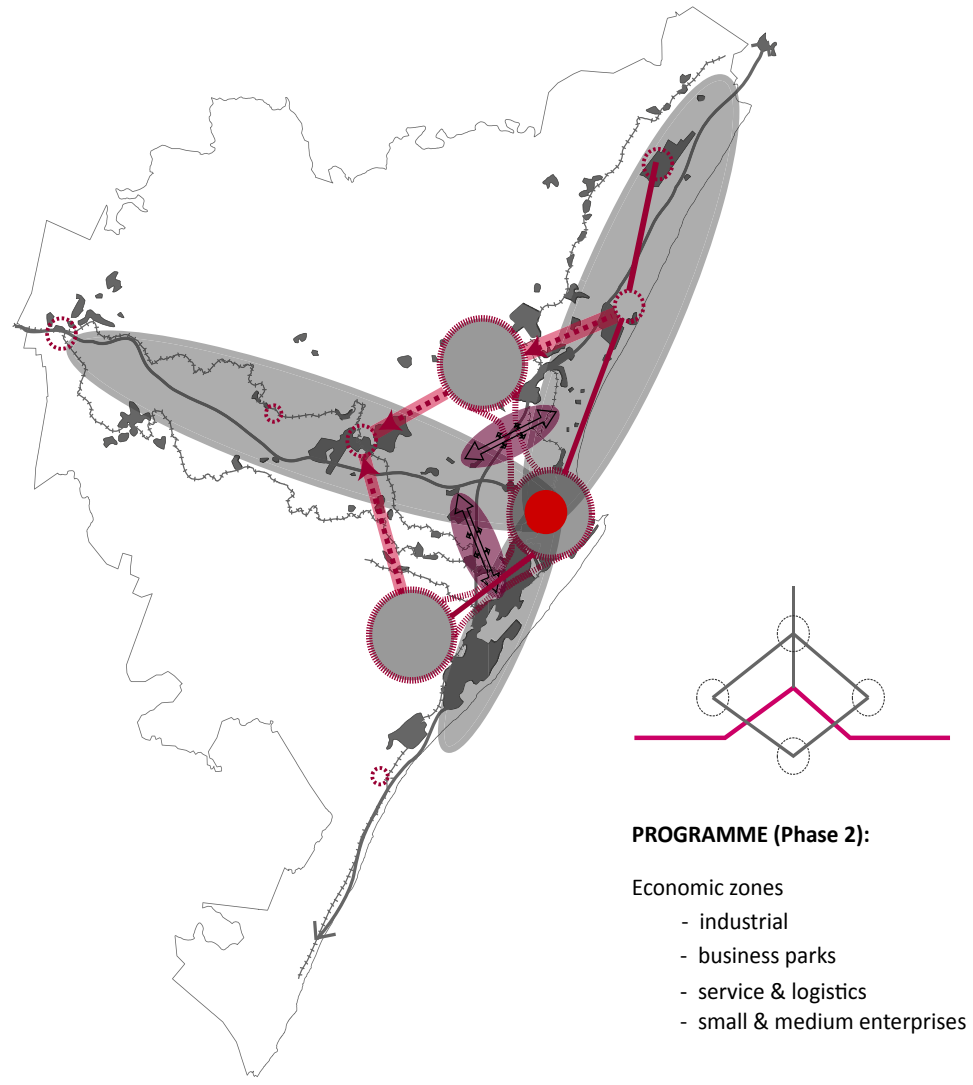 PROGRAMME (Phase 2):
Economic zones
- industrial
- business parks
- service & logistics
- small & medium enterprises